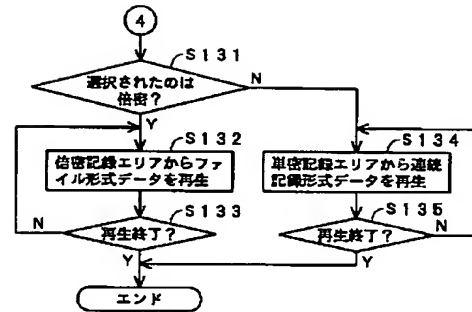 4
S131
選択されたのは
倍密?
N
Y
S132
倍密記録エリアからファ
イル形式データを再生
S134
単密記録エリアから連続
記録形式データを再生
S133
再生終了?
N
Y
S135
再生終了?
N
Y
エンド